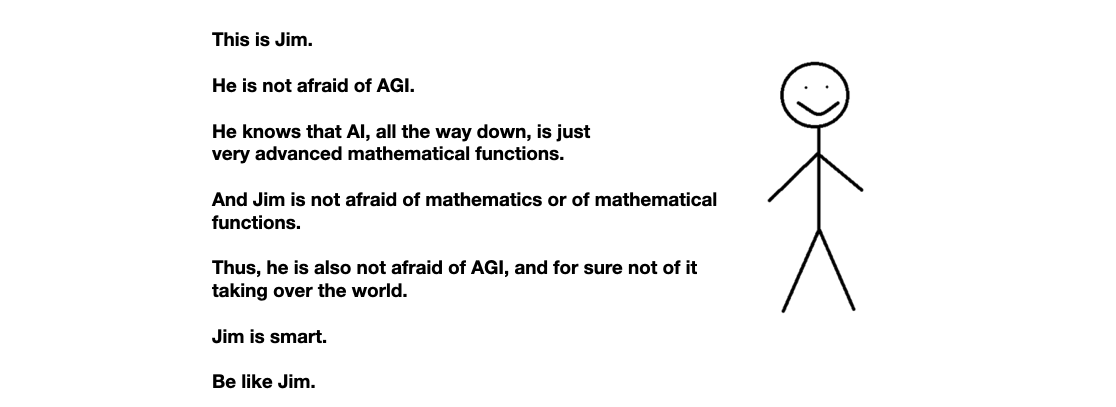 This is Jim.
He is not afraid of AGI.
He knows that AI, all the way down, is just
very advanced mathematical functions.
And Jim is not afraid of mathematics or of mathematical
functions.
Thus, he is also not afraid of AGI, and for sure not of it
taking over the world.
Jim is smart.
Be like Jim.